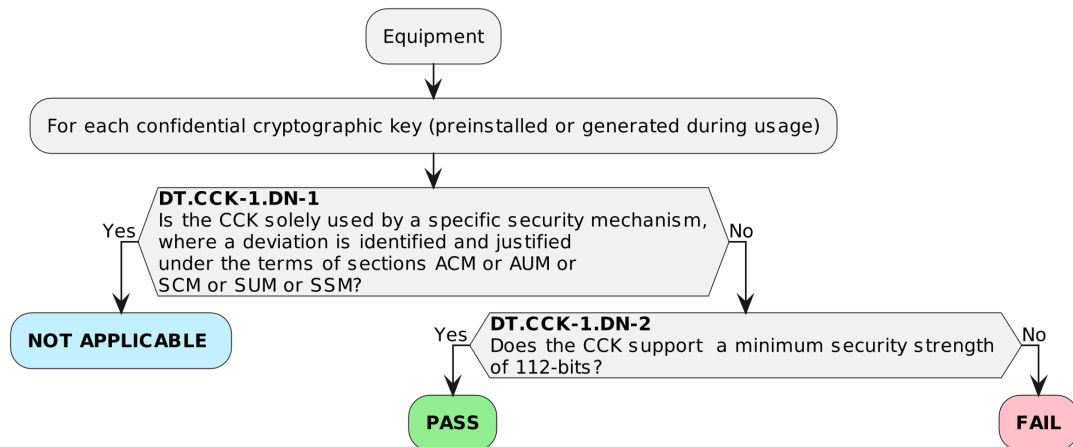 Equipment
For each confidential cryptographic key (preinstalled or generated during usage)
DT.CCK-1.DN-1
Is the CCK solely used by a specific security mechanism,
where a deviation is identified and justified
under the terms of sections ACM or AUM or
SCM or SUM or SSM?
Yes
No
NOT APPLICABLE
DT.CCK-1.DN-2
Does the CCK support  a minimum security strength
of 112-bits?
Yes
No
PASS
FAIL